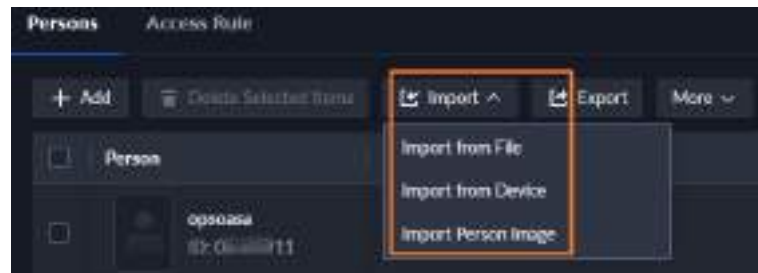 Persons Access Rule
+ Add Delete Selected Items Import Export More
Person
Import from File
Import from Device
opsoasa
Import Person Image